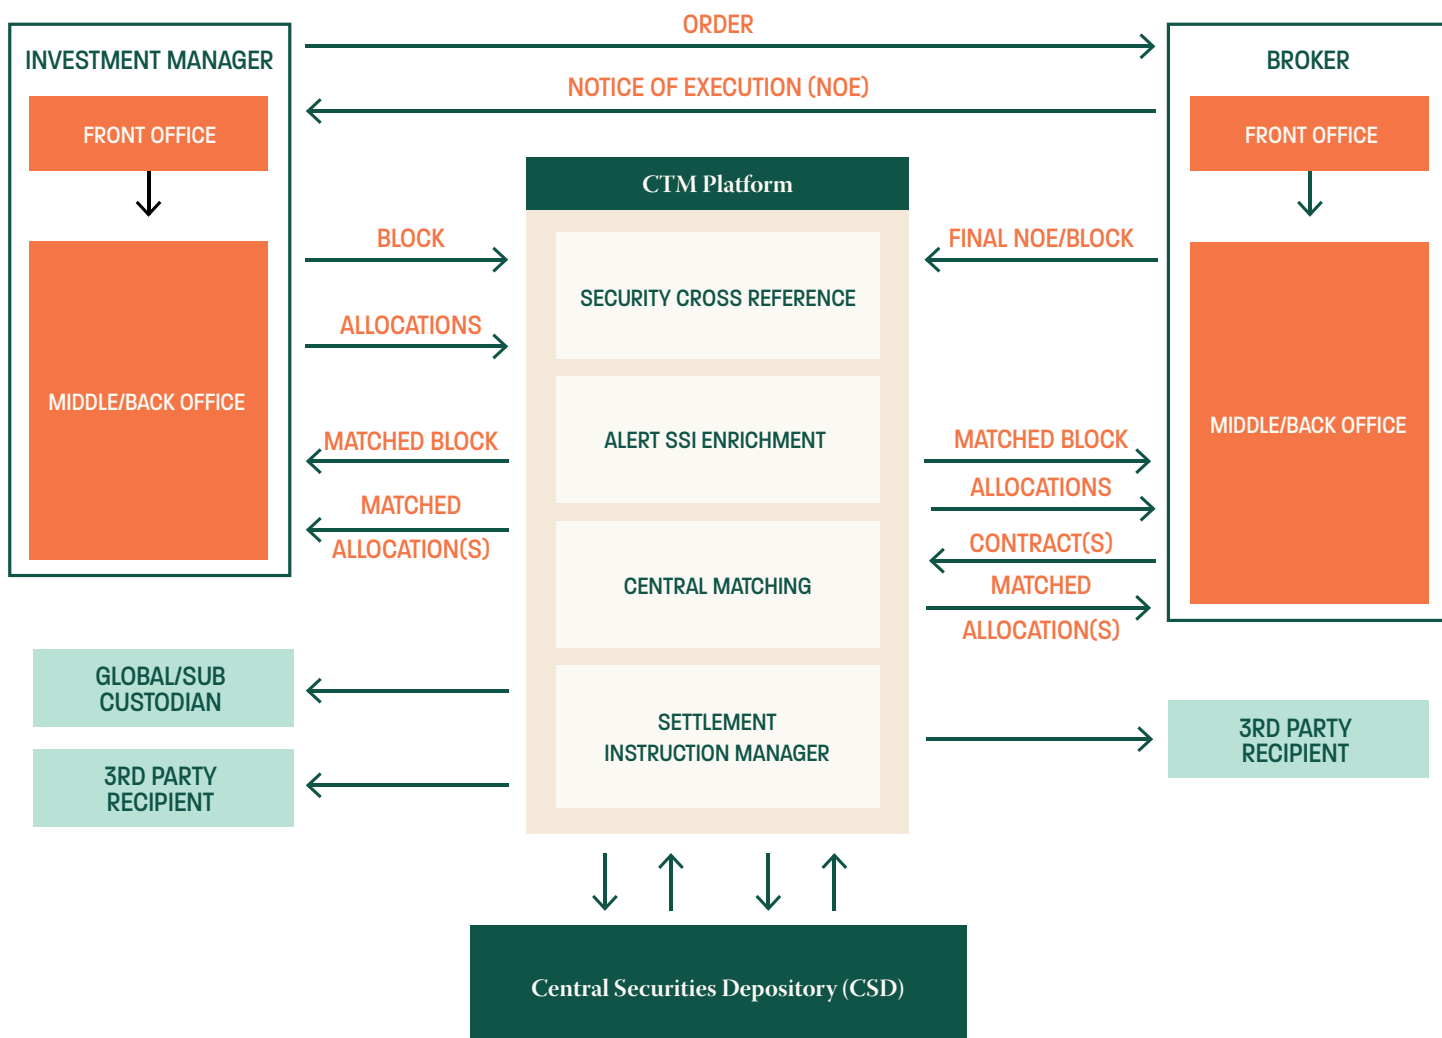 ORDER
INVESTMENT MANAGER
BROKER
NOTICE OF EXECUTION (NOE)
FRONT OFFICE
FRONT OFFICE
CTM Platform
BLOCK
FINAL NOE/BLOCK
SECURITY CROSS REFERENCE
ALLOCATIONS
MIDDLE/BACK OFFICE
MIDDLE/BACK OFFICE
MATCHED BLOCK
ALERT SSI ENRICHMENT
MATCHED BLOCK
ALLOCATIONS
MATCHED
ALLOCATION(S)
CONTRACT(S)
CENTRAL MATCHING
MATCHED
ALLOCATION(S)
GLOBAL/SUB
CUSTODIAN
SETTLEMENT
INSTRUCTION MANAGER
3RD PARTY
RECIPIENT
3RD PARTY
RECIPIENT
Central Securities Depository (CSD)